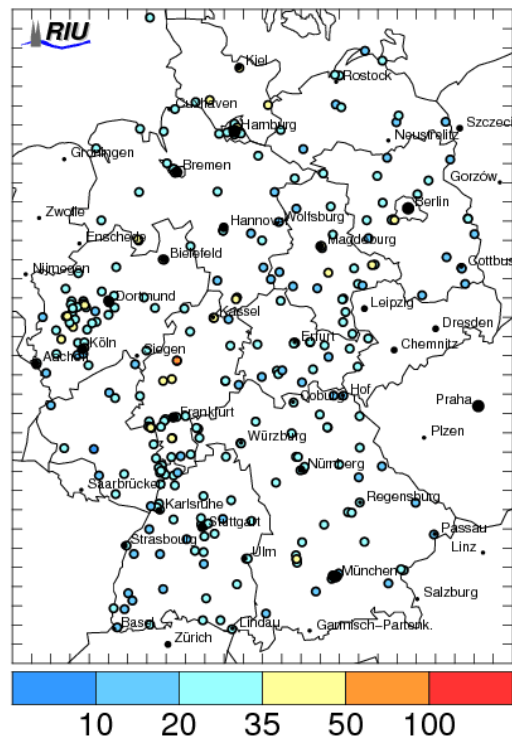 RIU
Kiel
Rostock
Cuxhaven
Hamburg
Szczeci
Neustrelitz
Groningen
Bremen
Gorzów
Berlin
Zwolle
Hannover
Wolfsburg
Enschede
Magdeburg
Bielefeld
Nijmegen
Cottbus
Dortmund
Leipzig
Kassel
Dresden
Köln
Erfurt
Chemnitz
Siegen
Aachen
Coburg
Hof
Praha
Frankfurt
Würzburg
Plzen
Nürnberg
Saarbrücken
Regensburg
Karlsruhe
Stuttgart
Passau
Strasbourg
Linz
Ulm
München
Salzburg
Basel
Lindau
Garmisch-Partenk.
Zürich
10 20 35 50 100